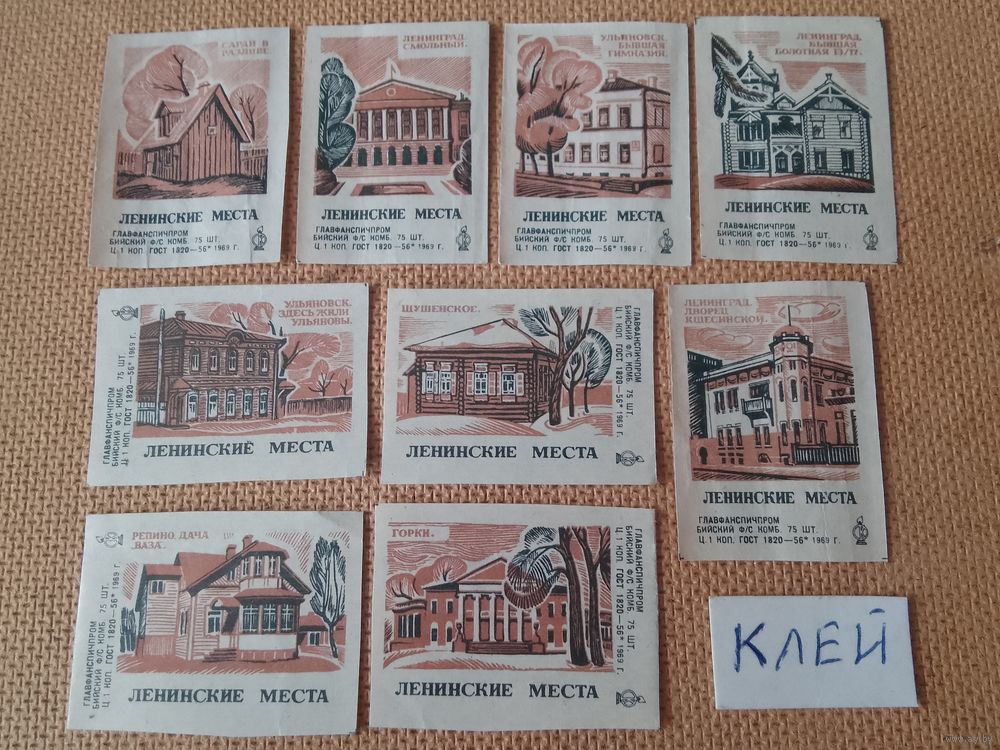 САРАЙ В
РАЗЛИВЕ.
ЛЕНИНСКИЕ МЕСТА
ГЛАВФАНСПИЧПРОМ
БИЙСКИЙ Ф/С КОМБ. 75 ШТ.
Ц. 1 КОП. ГОСТ 1820—56* 1969 г.
ЛЕНИНГРАД.
СМОЛЬНЫЙ.
ЛЕНИНСКИЕ МЕСТА
ГЛАВФАНСПИЧПРОМ
БИЙСКИЙ Ф/С КОМБ. 75 ШТ.
Ц. 1 КОП. ГОСТ 1820—56* 1969 г.
УЛЬЯНОВСК.
БЫВШАЯ
ГИМНАЗИЯ.
ЛЕНИНСКИЕ МЕСТА
ГЛАВФАНСПИЧПРОМ
БИЙСКИЙ Ф/С КОМБ. 75 ШТ.
Ц. 1 КОП. ГОСТ 1820—56* 1969 г.
ЛЕНИНГРАД.
БЫВШАЯ
БОЛОТНАЯ 13/17.
ЛЕНИНСКИЕ МЕСТА
ГЛАВФАНСПИЧПРОМ
БИЙСКИЙ Ф/С КОМБ. 75 ШТ.
Ц. 1 КОП. ГОСТ 1820—56* 1969 г.
УЛЬЯНОВСК.
ЗДЕСЬ ЖИЛИ
УЛЬЯНОВЫ.
ЛЕНИНСКИЕ МЕСТА
ГЛАВФАНСПИЧПРОМ
БИЙСКИЙ Ф/С КОМБ. 75 ШТ.
Ц. 1 КОП. ГОСТ 1820—56* 1969 г.
ШУШЕНСКОЕ.
ЛЕНИНСКИЕ МЕСТА
ГЛАВФАНСПИЧПРОМ
БИЙСКИЙ Ф/С КОМБ. 75 ШТ.
Ц. 1 КОП. ГОСТ 1820—56* 1969 г.
ЛЕНИНГРАД.
ДВОРЕЦ
КШЕСИНСКОЙ.
ЛЕНИНСКИЕ МЕСТА
ГЛАВФАНСПИЧПРОМ
БИЙСКИЙ Ф/С КОМБ. 75 ШТ.
Ц. 1 КОП. ГОСТ 1820—56* 1969 г.
РЕПИНО. ДАЧА
„ВАЗА".
ЛЕНИНСКИЕ МЕСТА
ГЛАВФАНСПИЧПРОМ
БИЙСКИЙ Ф/С КОМБ. 75 ШТ.
Ц. 1 КОП. ГОСТ 1820—56* 1969 г.
ГОРКИ.
ЛЕНИНСКИЕ МЕСТА
ГЛАВФАНСПИЧПРОМ
БИЙСКИЙ Ф/С КОМБ. 75 ШТ.
Ц. 1 КОП. ГОСТ 1820—56* 1969 г.
КЛЕЙ